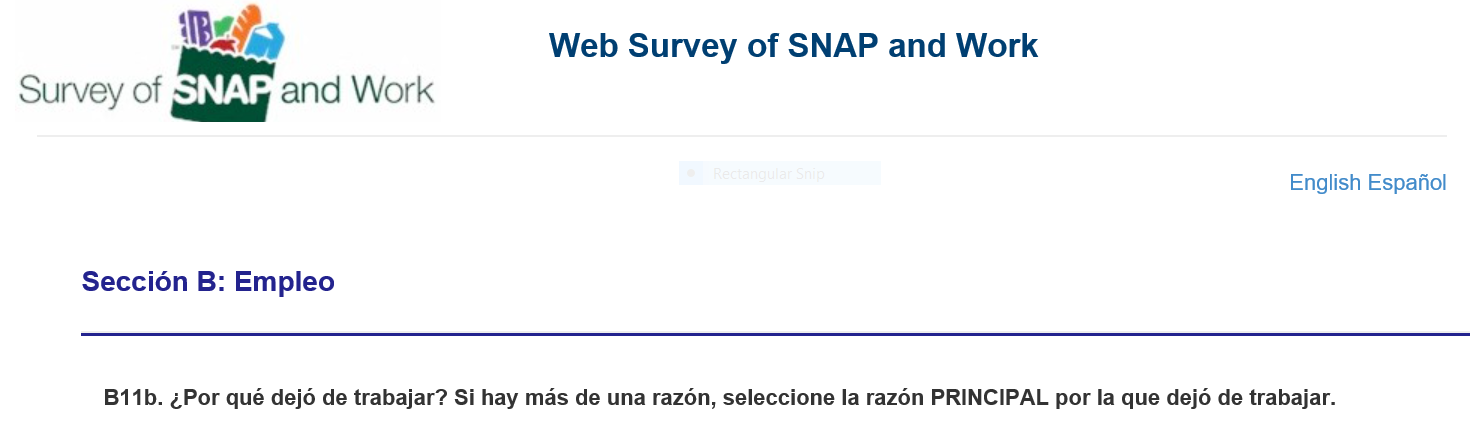 Survey of SNAP and Work
Web Survey of SNAP and Work
Rectangular Snip
English Español
Sección B: Empleo
B11b. ¿Por qué dejó de trabajar? Si hay más de una razón, seleccione la razón PRINCIPAL por la que dejó de trabajar.